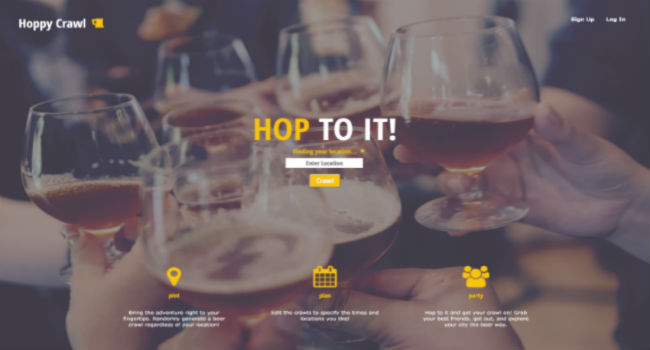 Hoppy Crawl
Sign Up Log In
HOP TO IT!
Finding your location...
Enter Location
Crawl
plot
plan
party
Bring the adventure right to your
fingertips. Randomly generate a beer
crawl regardless of your location!
Edit the crawls to specify the times and
locations you like!
Hop to it and get your crawl on! Grab
your best friends, get out, and explore
your city the beer way.